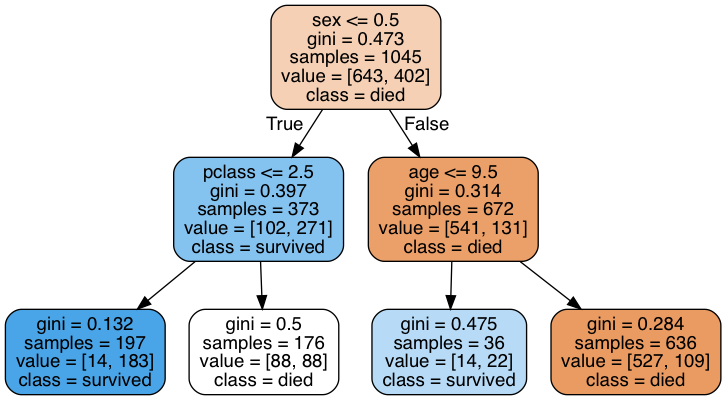 sex <= 0.5
gini = 0.473
samples = 1045
value = [643, 402]
class = died
True
False
pclass <= 2.5
gini = 0.397
samples = 373
value = [102, 271]
class = survived
age <= 9.5
gini = 0.314
samples = 672
value = [541, 131]
class = died
gini = 0.132
samples = 197
value = [14, 183]
class = survived
gini = 0.5
samples = 176
value = [88, 88]
class = died
gini = 0.475
samples = 36
value = [14, 22]
class = survived
gini = 0.284
samples = 636
value = [527, 109]
class = died